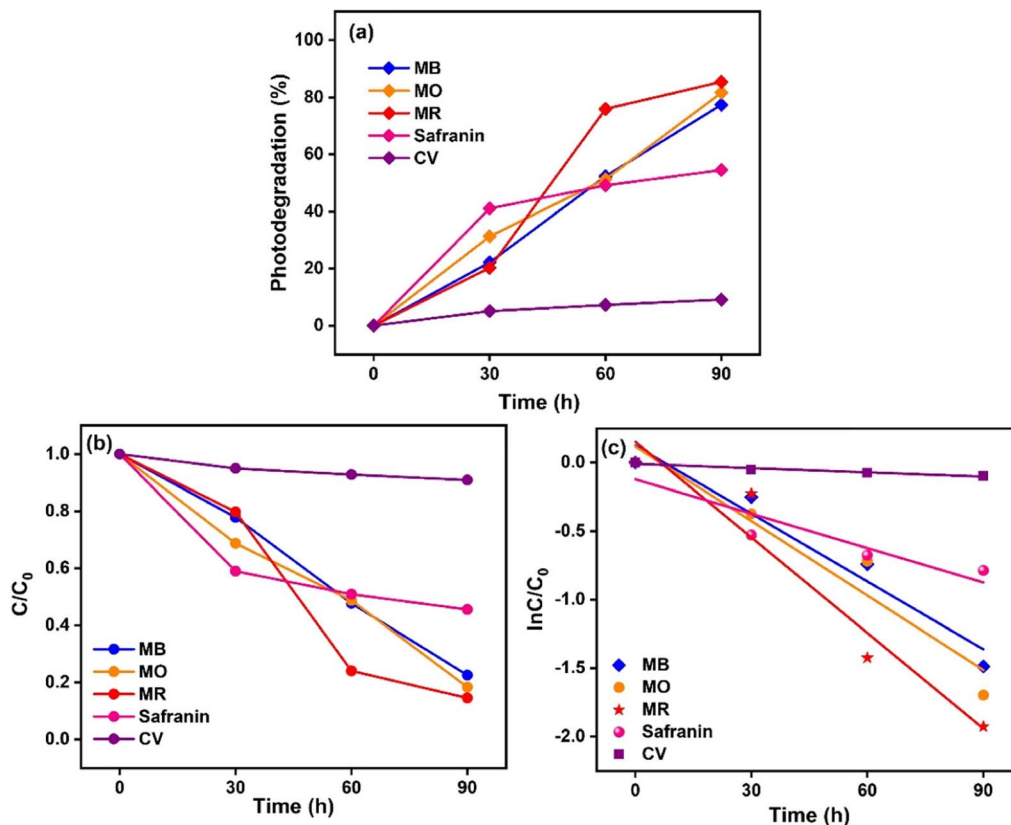 (a)
MB
MO
MR
Safranin
CV
Photodegradation (%)
100
80
60
40
20
0
0 30 60 90
Time (h)
(b)
C/C0
1.0
0.8
0.6
0.4
0.2
0.0
MB
MO
MR
Safranin
CV
0 30 60 90
Time (h)
(c)
lnC/C0
0.0
-0.5
-1.0
-1.5
-2.0
MB
MO
MR
Safranin
CV
0 30 60 90
Time (h)